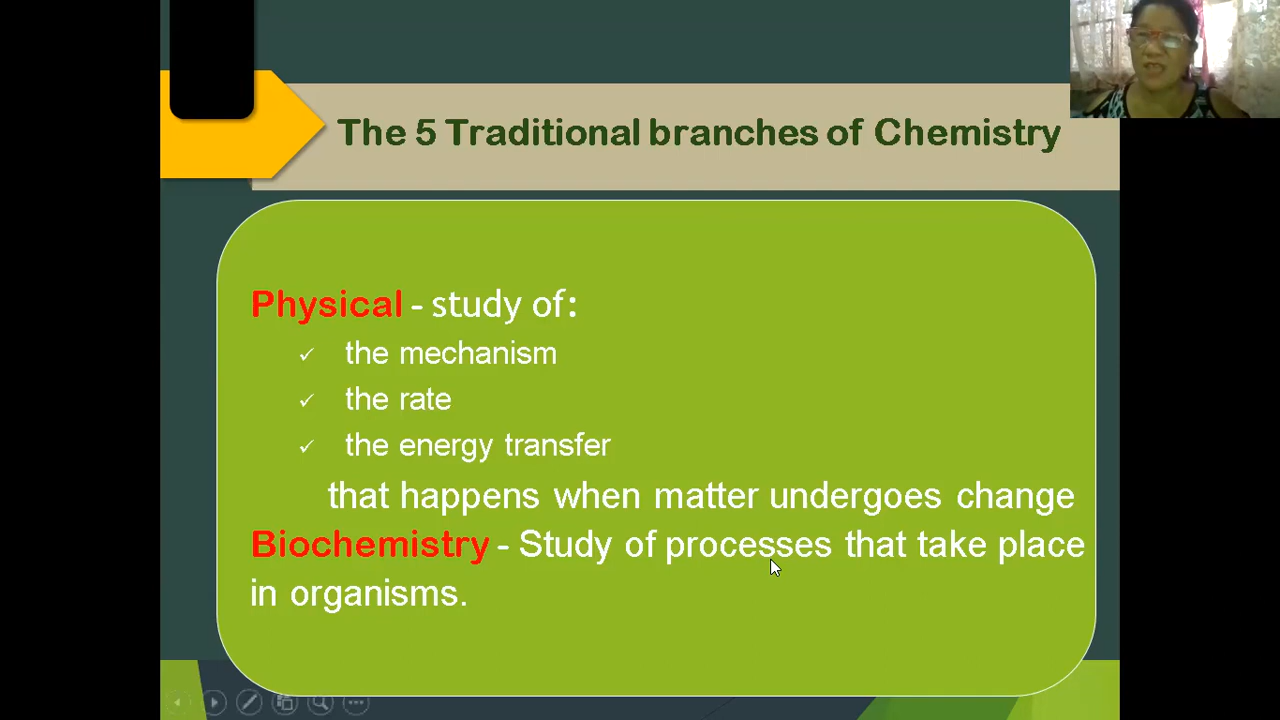 The 5 Traditional branches of Chemistry
Physical - study of:
✓ the mechanism
✓ the rate
✓ the energy transfer
that happens when matter undergoes change
Biochemistry - Study of processes that take place
in organisms.